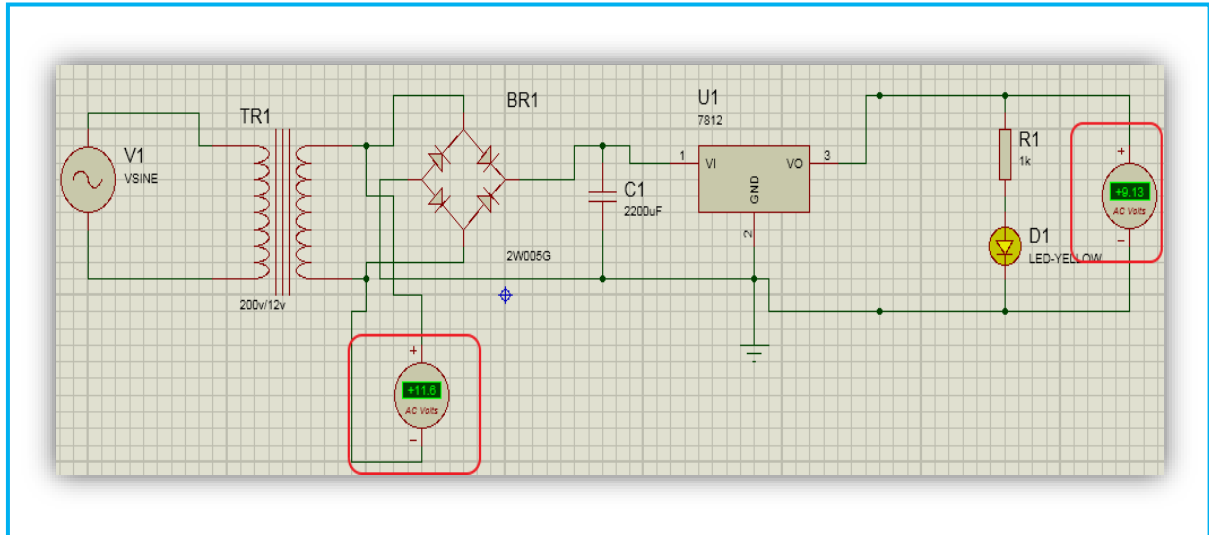 V1
VSINE
TR1
200v/12v
BR1
2W005G
C1
2200uF
U1
7812
1
VI
VO
3
GND
2
R1
1k
D1
LED-YELLOW
+
+9.13
AC Volts
−
+
+11.6
AC Volts
−